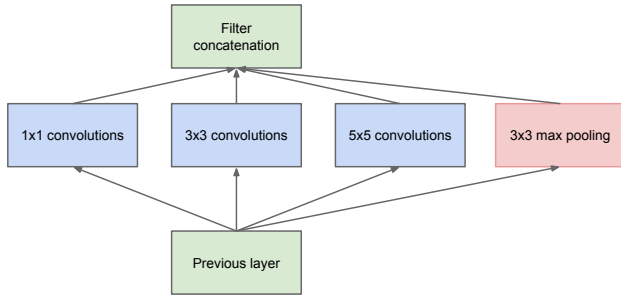 Filter
concatenation
1x1 convolutions
3x3 convolutions
5x5 convolutions
3x3 max pooling
Previous layer